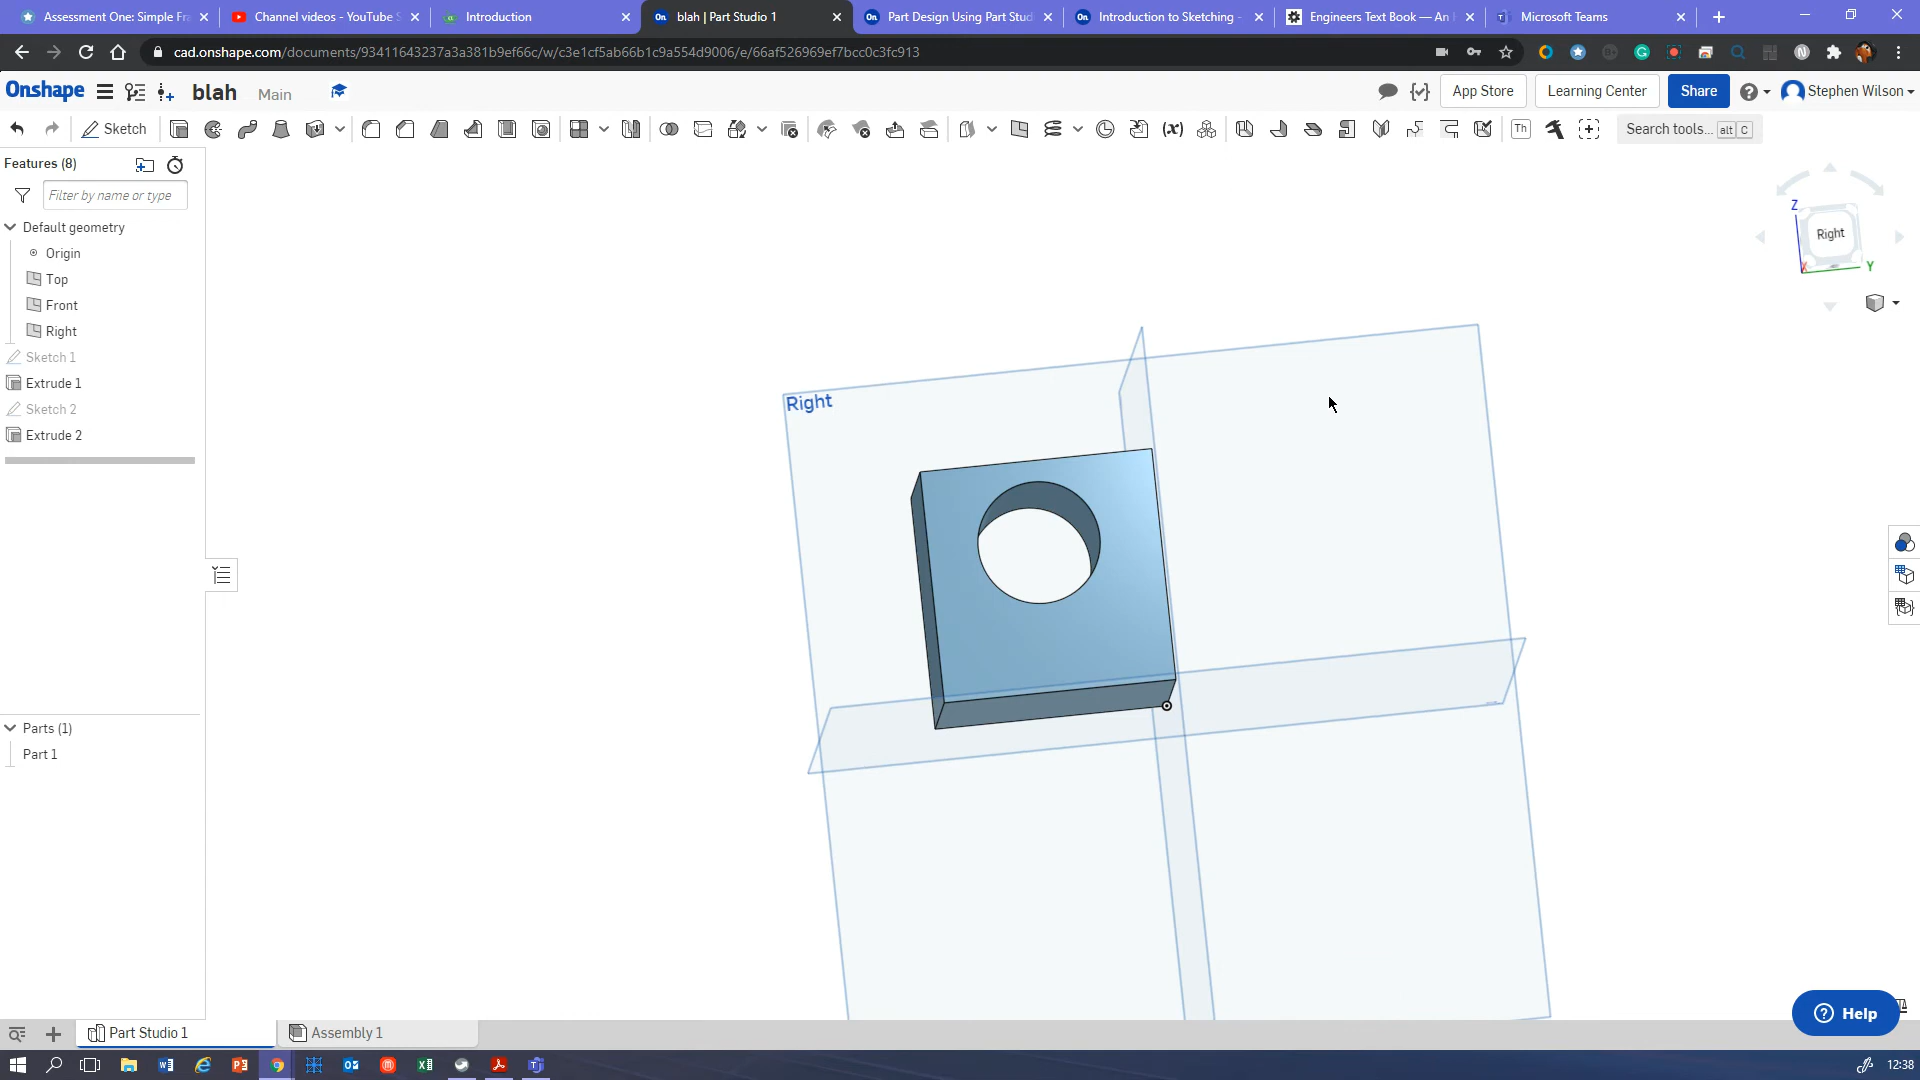 Assessment One: Simple Fra
Channel videos - YouTube S
Introduction
blah | Part Studio 1
Part Design Using Part Stud
Introduction to Sketching -
Engineers Text Book — An I
Microsoft Teams
cad.onshape.com/documents/93411643237a3a381b9ef66c/w/c3e1cf5ab66b1c9a554d9006/e/66af526969ef7bcc0c3fc913
Onshape
blah
Main
App Store
Learning Center
Share
Stephen Wilson
Sketch
(x)
Th
Search tools... alt C
Features (8)
Filter by name or type
Default geometry
Origin
Top
Front
Right
Sketch 1
Extrude 1
Sketch 2
Extrude 2
Parts (1)
Part 1
Right
Z
Right
X
Y
Help
Part Studio 1
Assembly 1
12:38